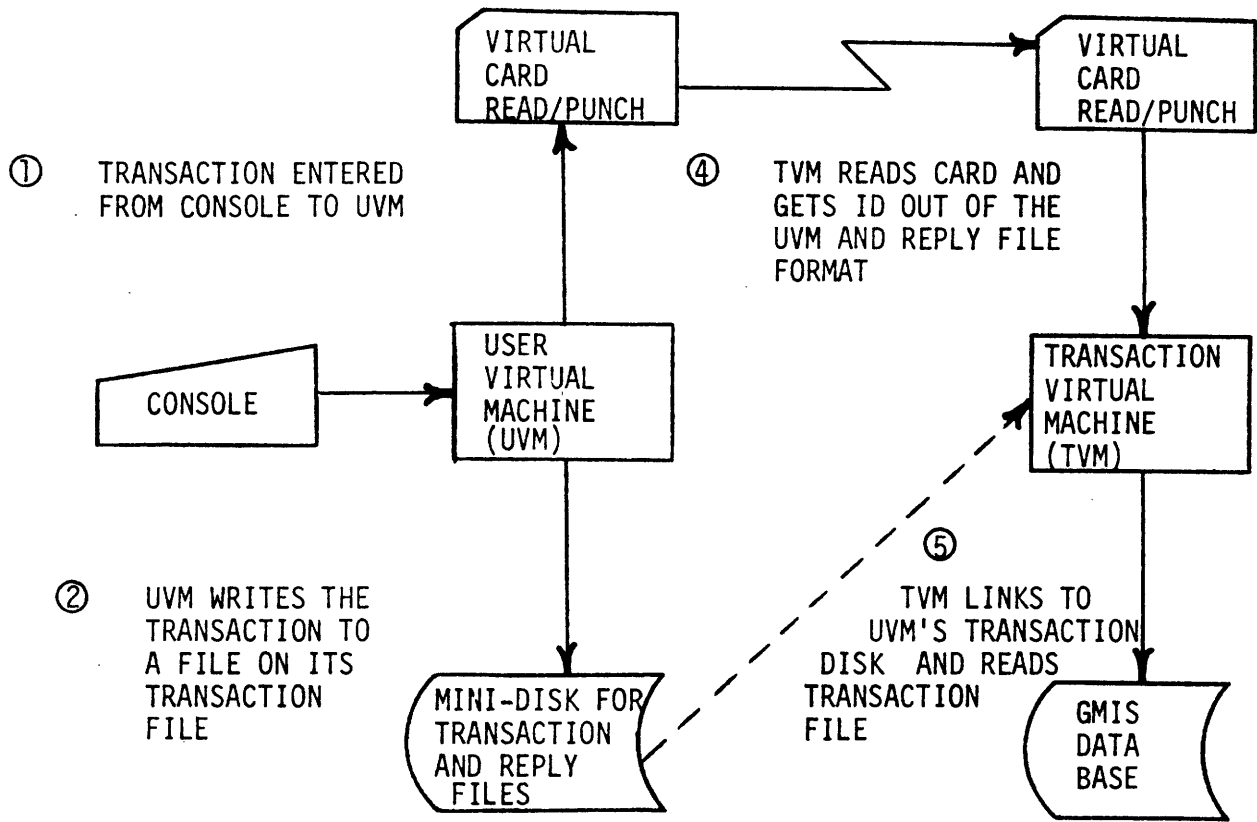 VIRTUAL
CARD
READ/PUNCH
VIRTUAL
CARD
READ/PUNCH
① TRANSACTION ENTERED
FROM CONSOLE TO UVM
④ TVM READS CARD AND
GETS ID OUT OF THE
UVM AND REPLY FILE
FORMAT
CONSOLE
USER
VIRTUAL
MACHINE
(UVM)
TRANSACTION
VIRTUAL
MACHINE
(TVM)
② UVM WRITES THE
TRANSACTION TO
A FILE ON ITS
TRANSACTION
FILE
MINI-DISK FOR
TRANSACTION
AND REPLY
FILES
⑤
TVM LINKS TO
UVM'S TRANSACTION
DISK AND READS
TRANSACTION
FILE
GMIS
DATA
BASE